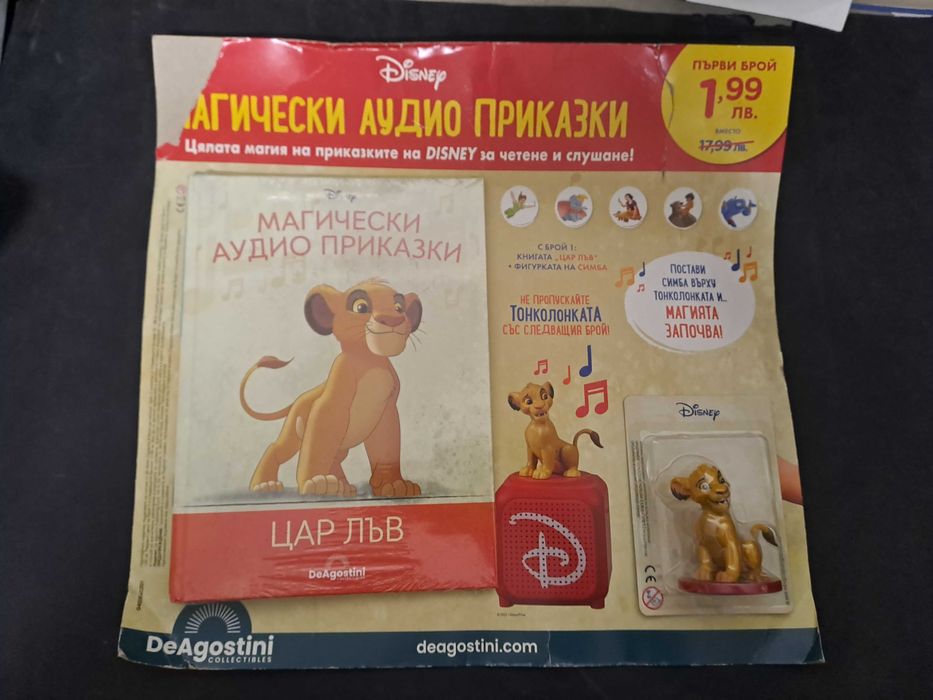 Disney
МАГИЧЕСКИ АУДИО ПРИКАЗКИ
Цялата магия на приказките на DISNEY за четене и слушане!
ПЪРВИ БРОЙ
1,99
ЛВ.
ВМЕСТО
17,99 ЛВ.
Disney
МАГИЧЕСКИ
АУДИО ПРИКАЗКИ
ЦАР ЛЪВ
DeAgostini
С БРОЙ 1:
КНИГАТА „ЦАР ЛЪВ"
+ ФИГУРКАТА НА СИМБА
НЕ ПРОПУСКАЙТЕ
ТОНКОЛОНКАТА
СЪС СЛЕДВАЩИЯ БРОЙ!
ПОСТАВИ
СИМБА ВЪРХУ
ТОНКОЛОНКАТА И...
МАГИЯТА
ЗАПОЧВА!
D
Disney
CE
DeAgostini
COLLECTIBLES
deagostini.com